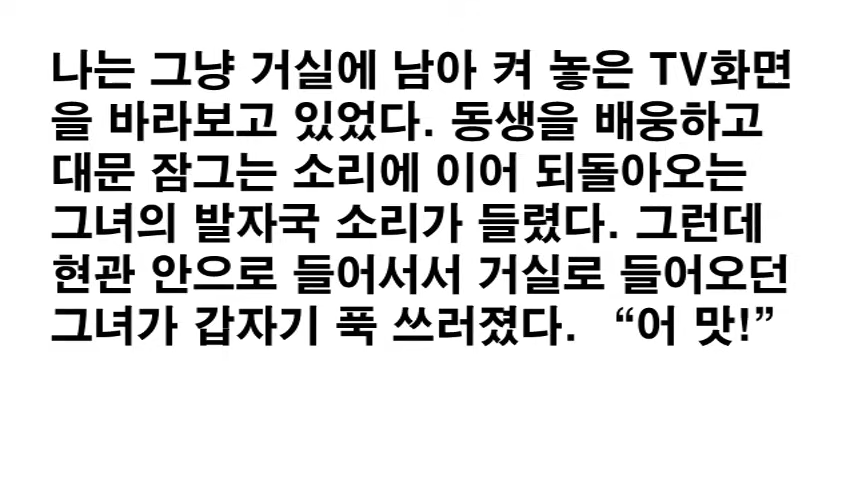 나는 그냥 거실에 남아 켜 놓은 TV화면
을 바라보고 있었다. 동생을 배웅하고
대문 잠그는 소리에 이어 되돌아오는
그녀의 발자국 소리가 들렸다. 그런데
현관 안으로 들어서서 거실로 들어오던
그녀가 갑자기 푹 쓰러졌다. “어 맛!”